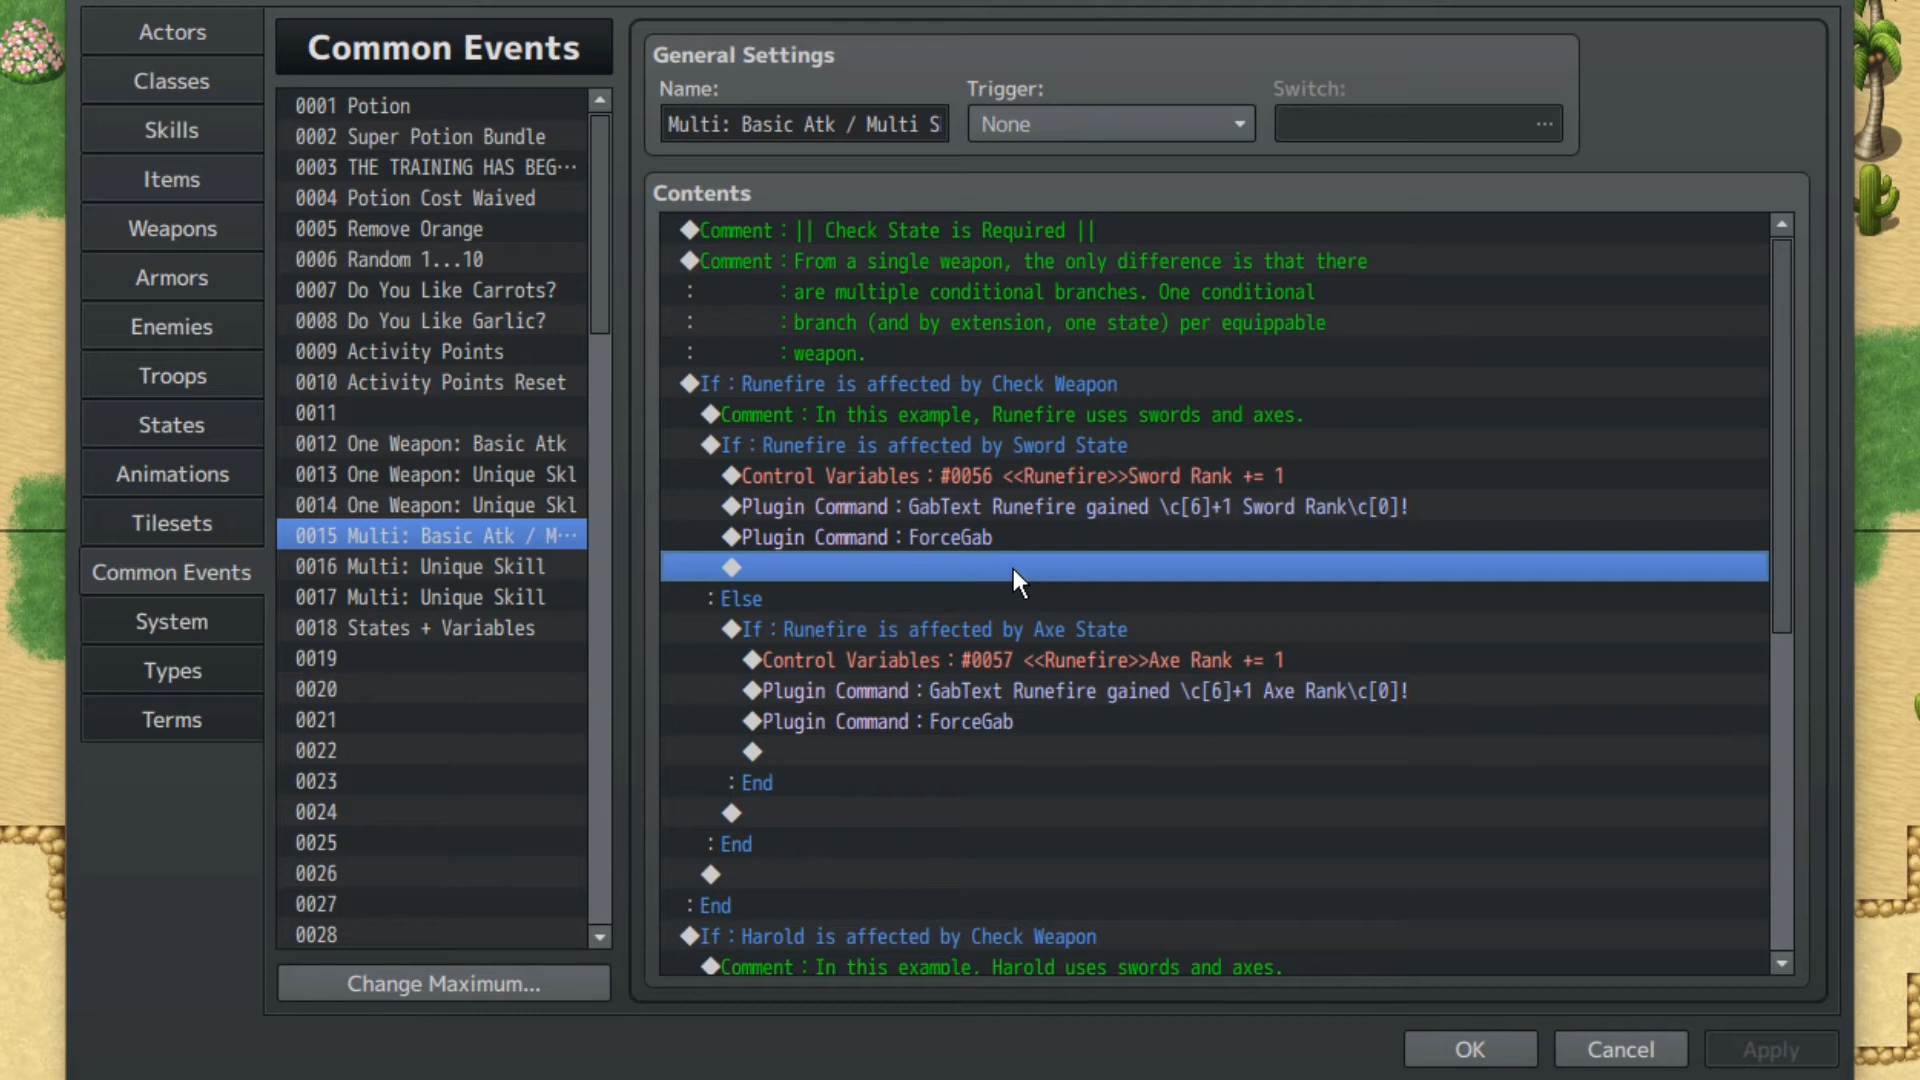 Actors
Classes
Skills
Items
Weapons
Armors
Enemies
Troops
States
Animations
Tilesets
Common Events
System
Types
Terms
Common Events
0001 Potion
0002 Super Potion Bundle
0003 THE TRAINING HAS BEG···
0004 Potion Cost Waived
0005 Remove Orange
0006 Random 1...10
0007 Do You Like Carrots?
0008 Do You Like Garlic?
0009 Activity Points
0010 Activity Points Reset
0011
0012 One Weapon: Basic Atk
0013 One Weapon: Unique Skl
0014 One Weapon: Unique Skl
0015 Multi: Basic Atk / M···
0016 Multi: Unique Skill
0017 Multi: Unique Skill
0018 States + Variables
0019
0020
0021
0022
0023
0024
0025
0026
0027
0028
Change Maximum...
General Settings
Name:
Trigger:
Switch:
Multi: Basic Atk / Multi S
None
···
Contents
◆Comment：|| Check State is Required ||
◆Comment：From a single weapon, the only difference is that there
：　　　：are multiple conditional branches. One conditional
：　　　：branch (and by extension, one state) per equippable
：　　　：weapon.
◆If：Runefire is affected by Check Weapon
◆Comment：In this example, Runefire uses swords and axes.
◆If：Runefire is affected by Sword State
◆Control Variables：#0056 <<Runefire>>Sword Rank += 1
◆Plugin Command：GabText Runefire gained \c[6]+1 Sword Rank\c[0]!
◆Plugin Command：ForceGab
◆
：Else
◆If：Runefire is affected by Axe State
◆Control Variables：#0057 <<Runefire>>Axe Rank += 1
◆Plugin Command：GabText Runefire gained \c[6]+1 Axe Rank\c[0]!
◆Plugin Command：ForceGab
◆
：End
◆
：End
◆
：End
◆If：Harold is affected by Check Weapon
◆Comment：In this example, Harold uses swords and axes.
OK
Cancel
Apply